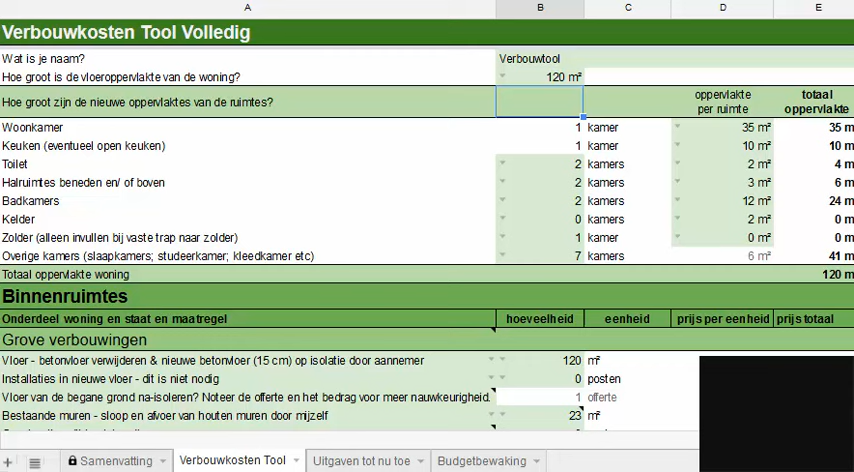 A B C D E
Verbouwkosten Tool Volledig
Wat is je naam? Verbouwtool
Hoe groot is de vloeroppervlakte van de woning? 120 m²
Hoe groot zijn de nieuwe oppervlaktes van de ruimtes? oppervlakte per ruimte totaal oppervlakte
Woonkamer 1 kamer 35 m² 35 m
Keuken (eventueel open keuken) 1 kamer 10 m² 10 m
Toilet 2 kamers 2 m² 4 m
Halruimtes beneden en/ of boven 2 kamers 3 m² 6 m
Badkamers 2 kamers 12 m² 24 m
Kelder 0 kamers 2 m² 0 m
Zolder (alleen invullen bij vaste trap naar zolder) 1 kamer 0 m² 0 m
Overige kamers (slaapkamers; studeerkamer; kleedkamer etc) 7 kamers 6 m² 41 m
Totaal oppervlakte woning 120 m
Binnenruimtes
Onderdeel woning en staat en maatregel hoeveelheid eenheid prijs per eenheid prijs totaal
Grove verbouwingen
Vloer - betonvloer verwijderen & nieuwe betonvloer (15 cm) op isolatie door aannemer 120 m²
Installaties in nieuwe vloer - dit is niet nodig 0 posten
Vloer van de begane grond na-isoleren? Noteer de offerte en het bedrag voor meer nauwkeurigheid. 1 offerte
Bestaande muren - sloop en afvoer van houten muren door mijzelf 23 m²
Samenvatting Verbouwkosten Tool Uitgaven tot nu toe Budgetbewaking